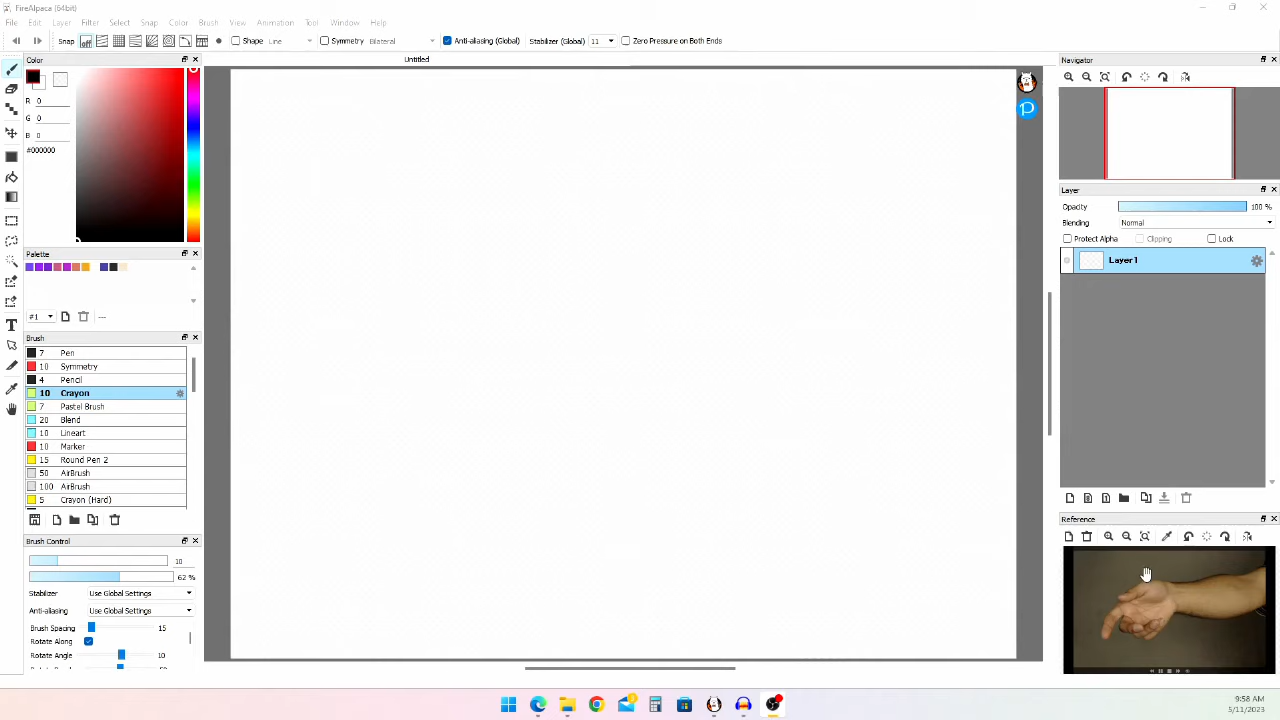 FireAlpaca (64bit)
File Edit Layer Filter Select Snap Color Brush View Animation Tool Window Help
Snap off Shape Line Symmetry Bilateral Anti-aliasing (Global) Stabilizer (Global) 11 Zero Pressure on Both Ends
Color
Untitled
Navigator
R 0
G 0
B 0
#000000
Layer
Opacity 100 %
Blending Normal
Protect Alpha Clipping Lock
Layer1
Palette
#1 ---
Brush
7 Pen
10 Symmetry
4 Pencil
10 Crayon
7 Pastel Brush
20 Blend
10 Lineart
10 Marker
15 Round Pen 2
50 AirBrush
100 AirBrush
5 Crayon (Hard)
Reference
Brush Control
10
62 %
Stabilizer Use Global Settings
Anti-aliasing Use Global Settings
Brush Spacing 15
Rotate Along
Rotate Angle 10
9:58 AM
5/11/2023